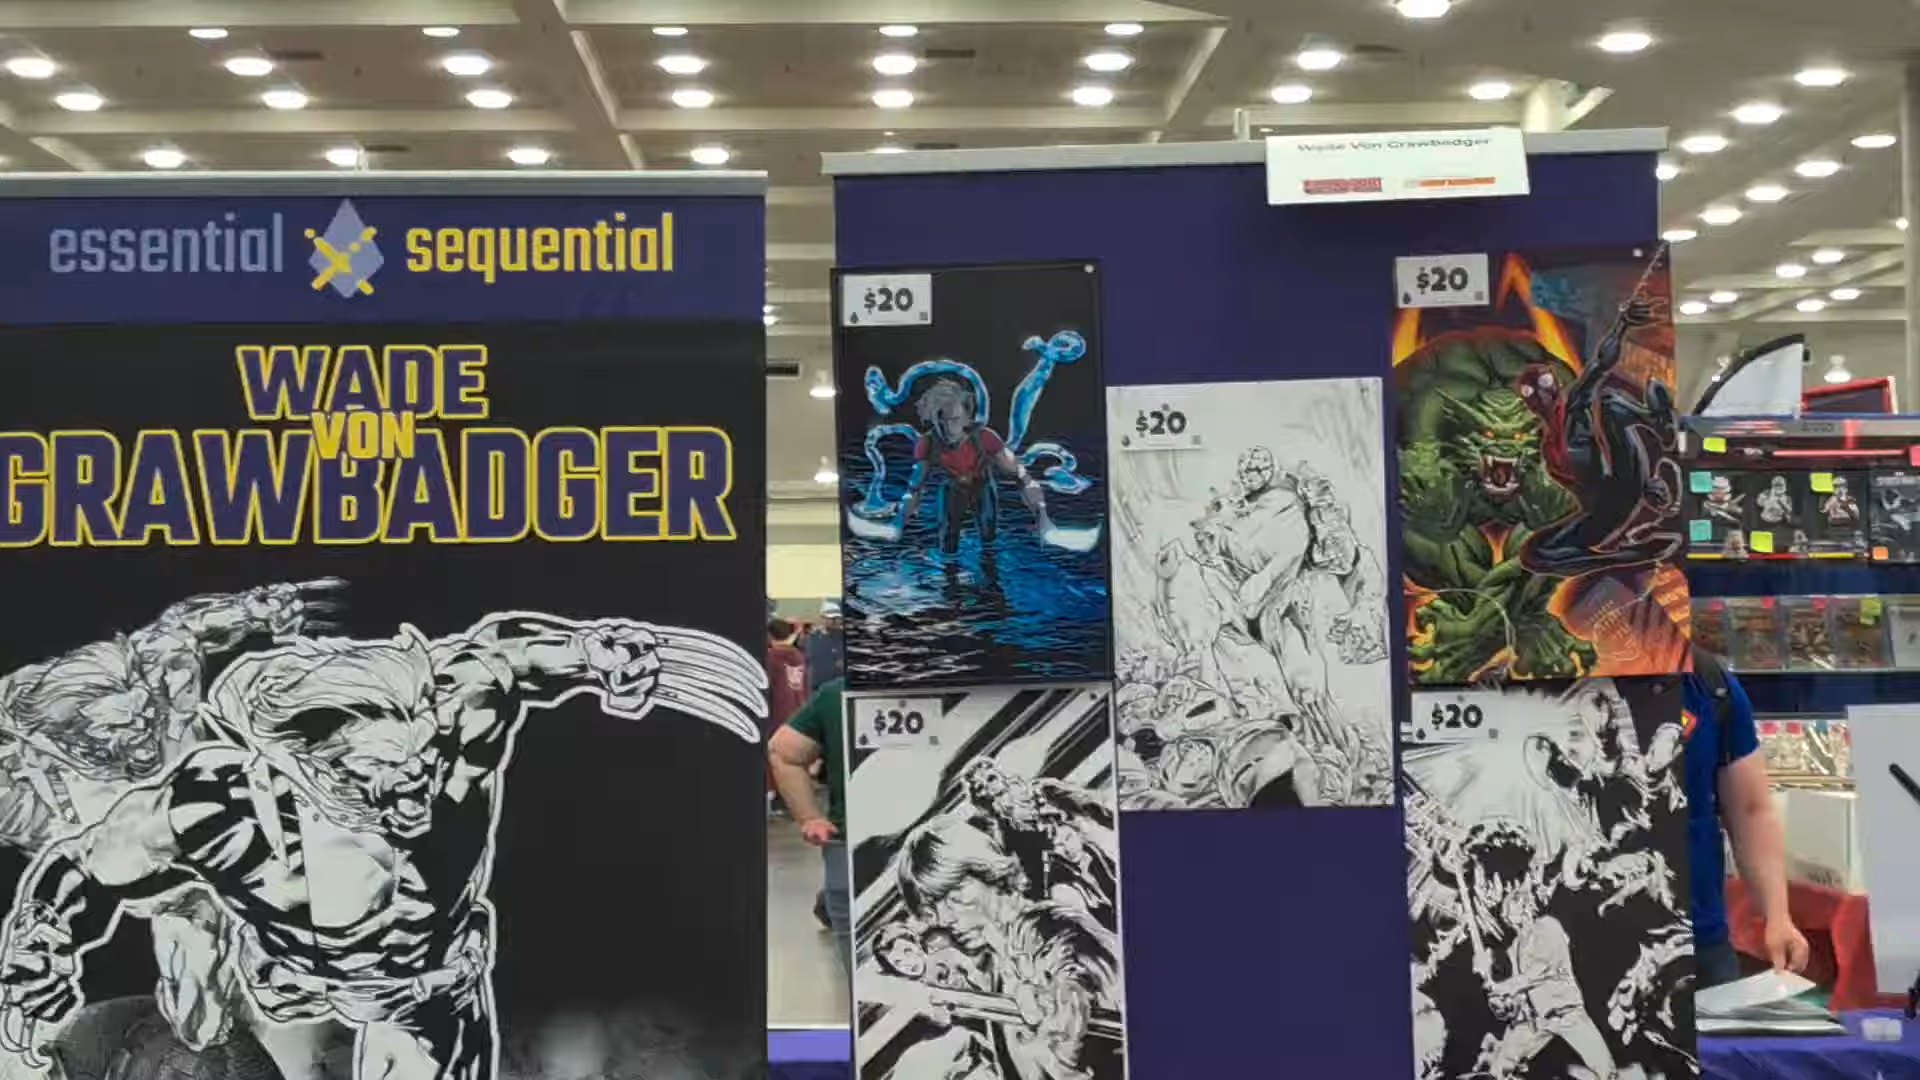 essential sequential
WADE
VON
GRAWBADGER
Wade Von Grawbadger
$20
$20
$20
$20
$20